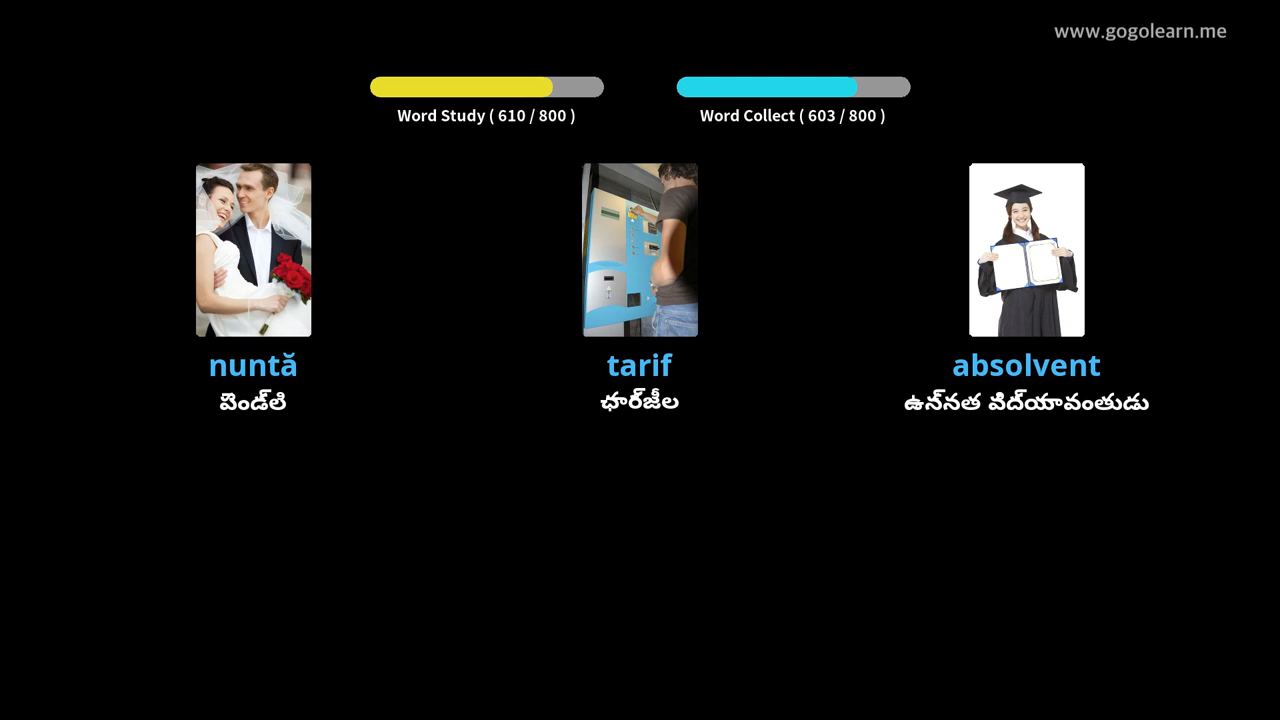 www.gogolearn.me
Word Study ( 610 / 800 )
Word Collect ( 603 / 800 )
nuntă
tarif
absolvent
పెండ్‌లి
ఛార్‌జీల
ఉన్‌నత విద్‌యావంతుడు